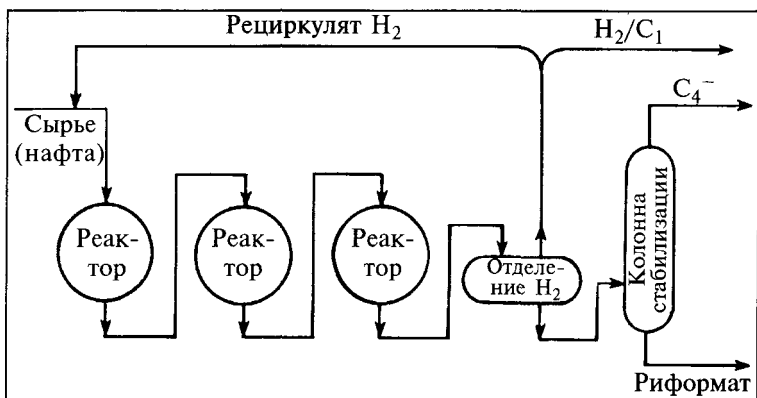 Рециркулят H₂
H₂/C₁
C₄⁻
Сырье
(нафта)
Реак-
тор
Реак-
тор
Реак-
тор
Отделе-
ние H₂
Колонна
стабилизации
Риформат